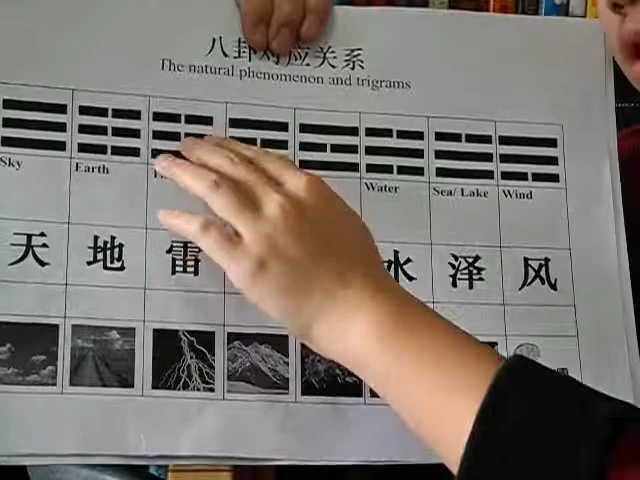 八卦对应关系
The natural phenomenon and trigrams
Sky Earth Water Sea/ Lake Wind
天 地 雷 水 泽 风